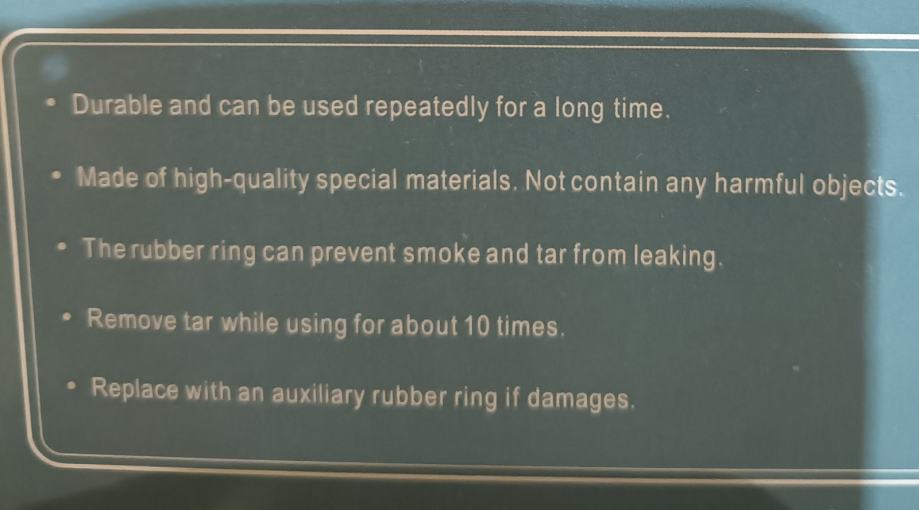 • Durable and can be used repeatedly for a long time.
• Made of high-quality special materials. Not contain any harmful objects.
• The rubber ring can prevent smoke and tar from leaking.
• Remove tar while using for about 10 times.
• Replace with an auxiliary rubber ring if damages.